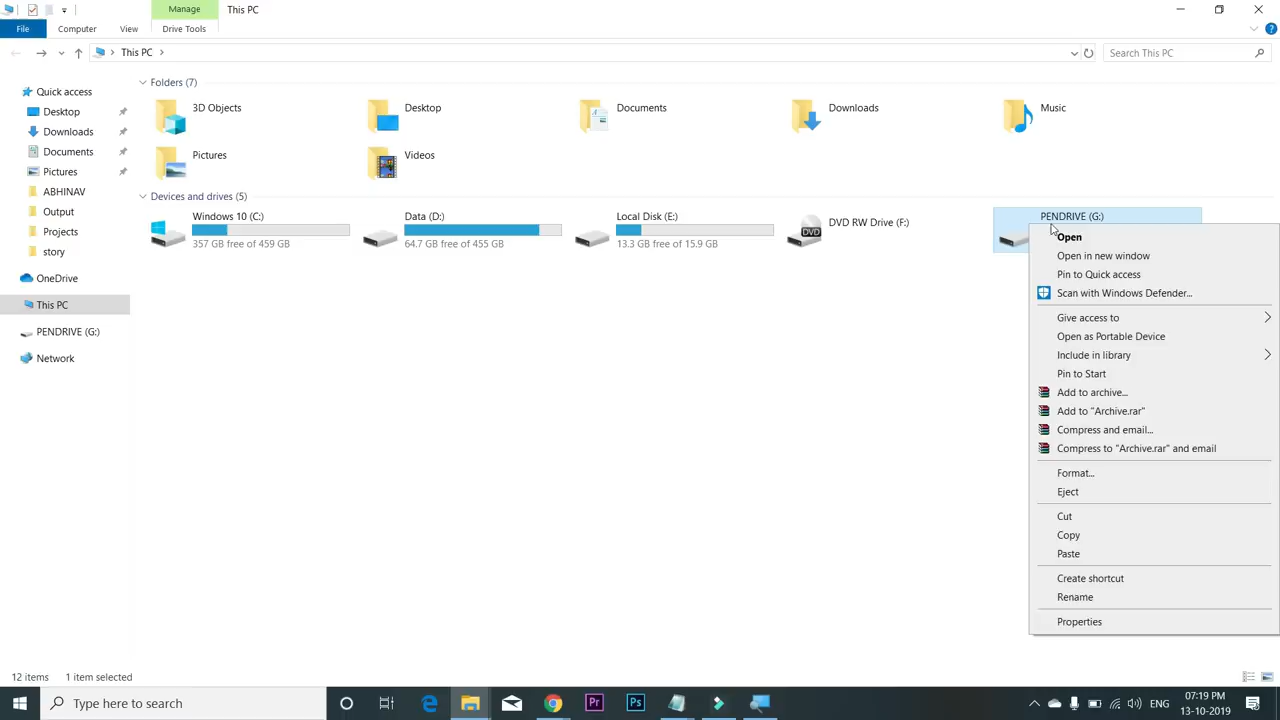 Manage
This PC
File
Computer
View
Drive Tools
This PC
Search This PC
Quick access
Desktop
Downloads
Documents
Pictures
ABHINAV
Output
Projects
story
OneDrive
This PC
PENDRIVE (G:)
Network
Folders (7)
3D Objects
Desktop
Documents
Downloads
Music
Pictures
Videos
Devices and drives (5)
Windows 10 (C:)
357 GB free of 459 GB
Data (D:)
64.7 GB free of 455 GB
Local Disk (E:)
13.3 GB free of 15.9 GB
DVD
DVD RW Drive (F:)
PENDRIVE (G:)
Open
Open in new window
Pin to Quick access
Scan with Windows Defender...
Give access to
Open as Portable Device
Include in library
Pin to Start
Add to archive...
Add to "Archive.rar"
Compress and email...
Compress to "Archive.rar" and email
Format...
Eject
Cut
Copy
Paste
Create shortcut
Rename
Properties
12 items
1 item selected
Type here to search
Pr
Ps
07:19 PM
13-10-2019